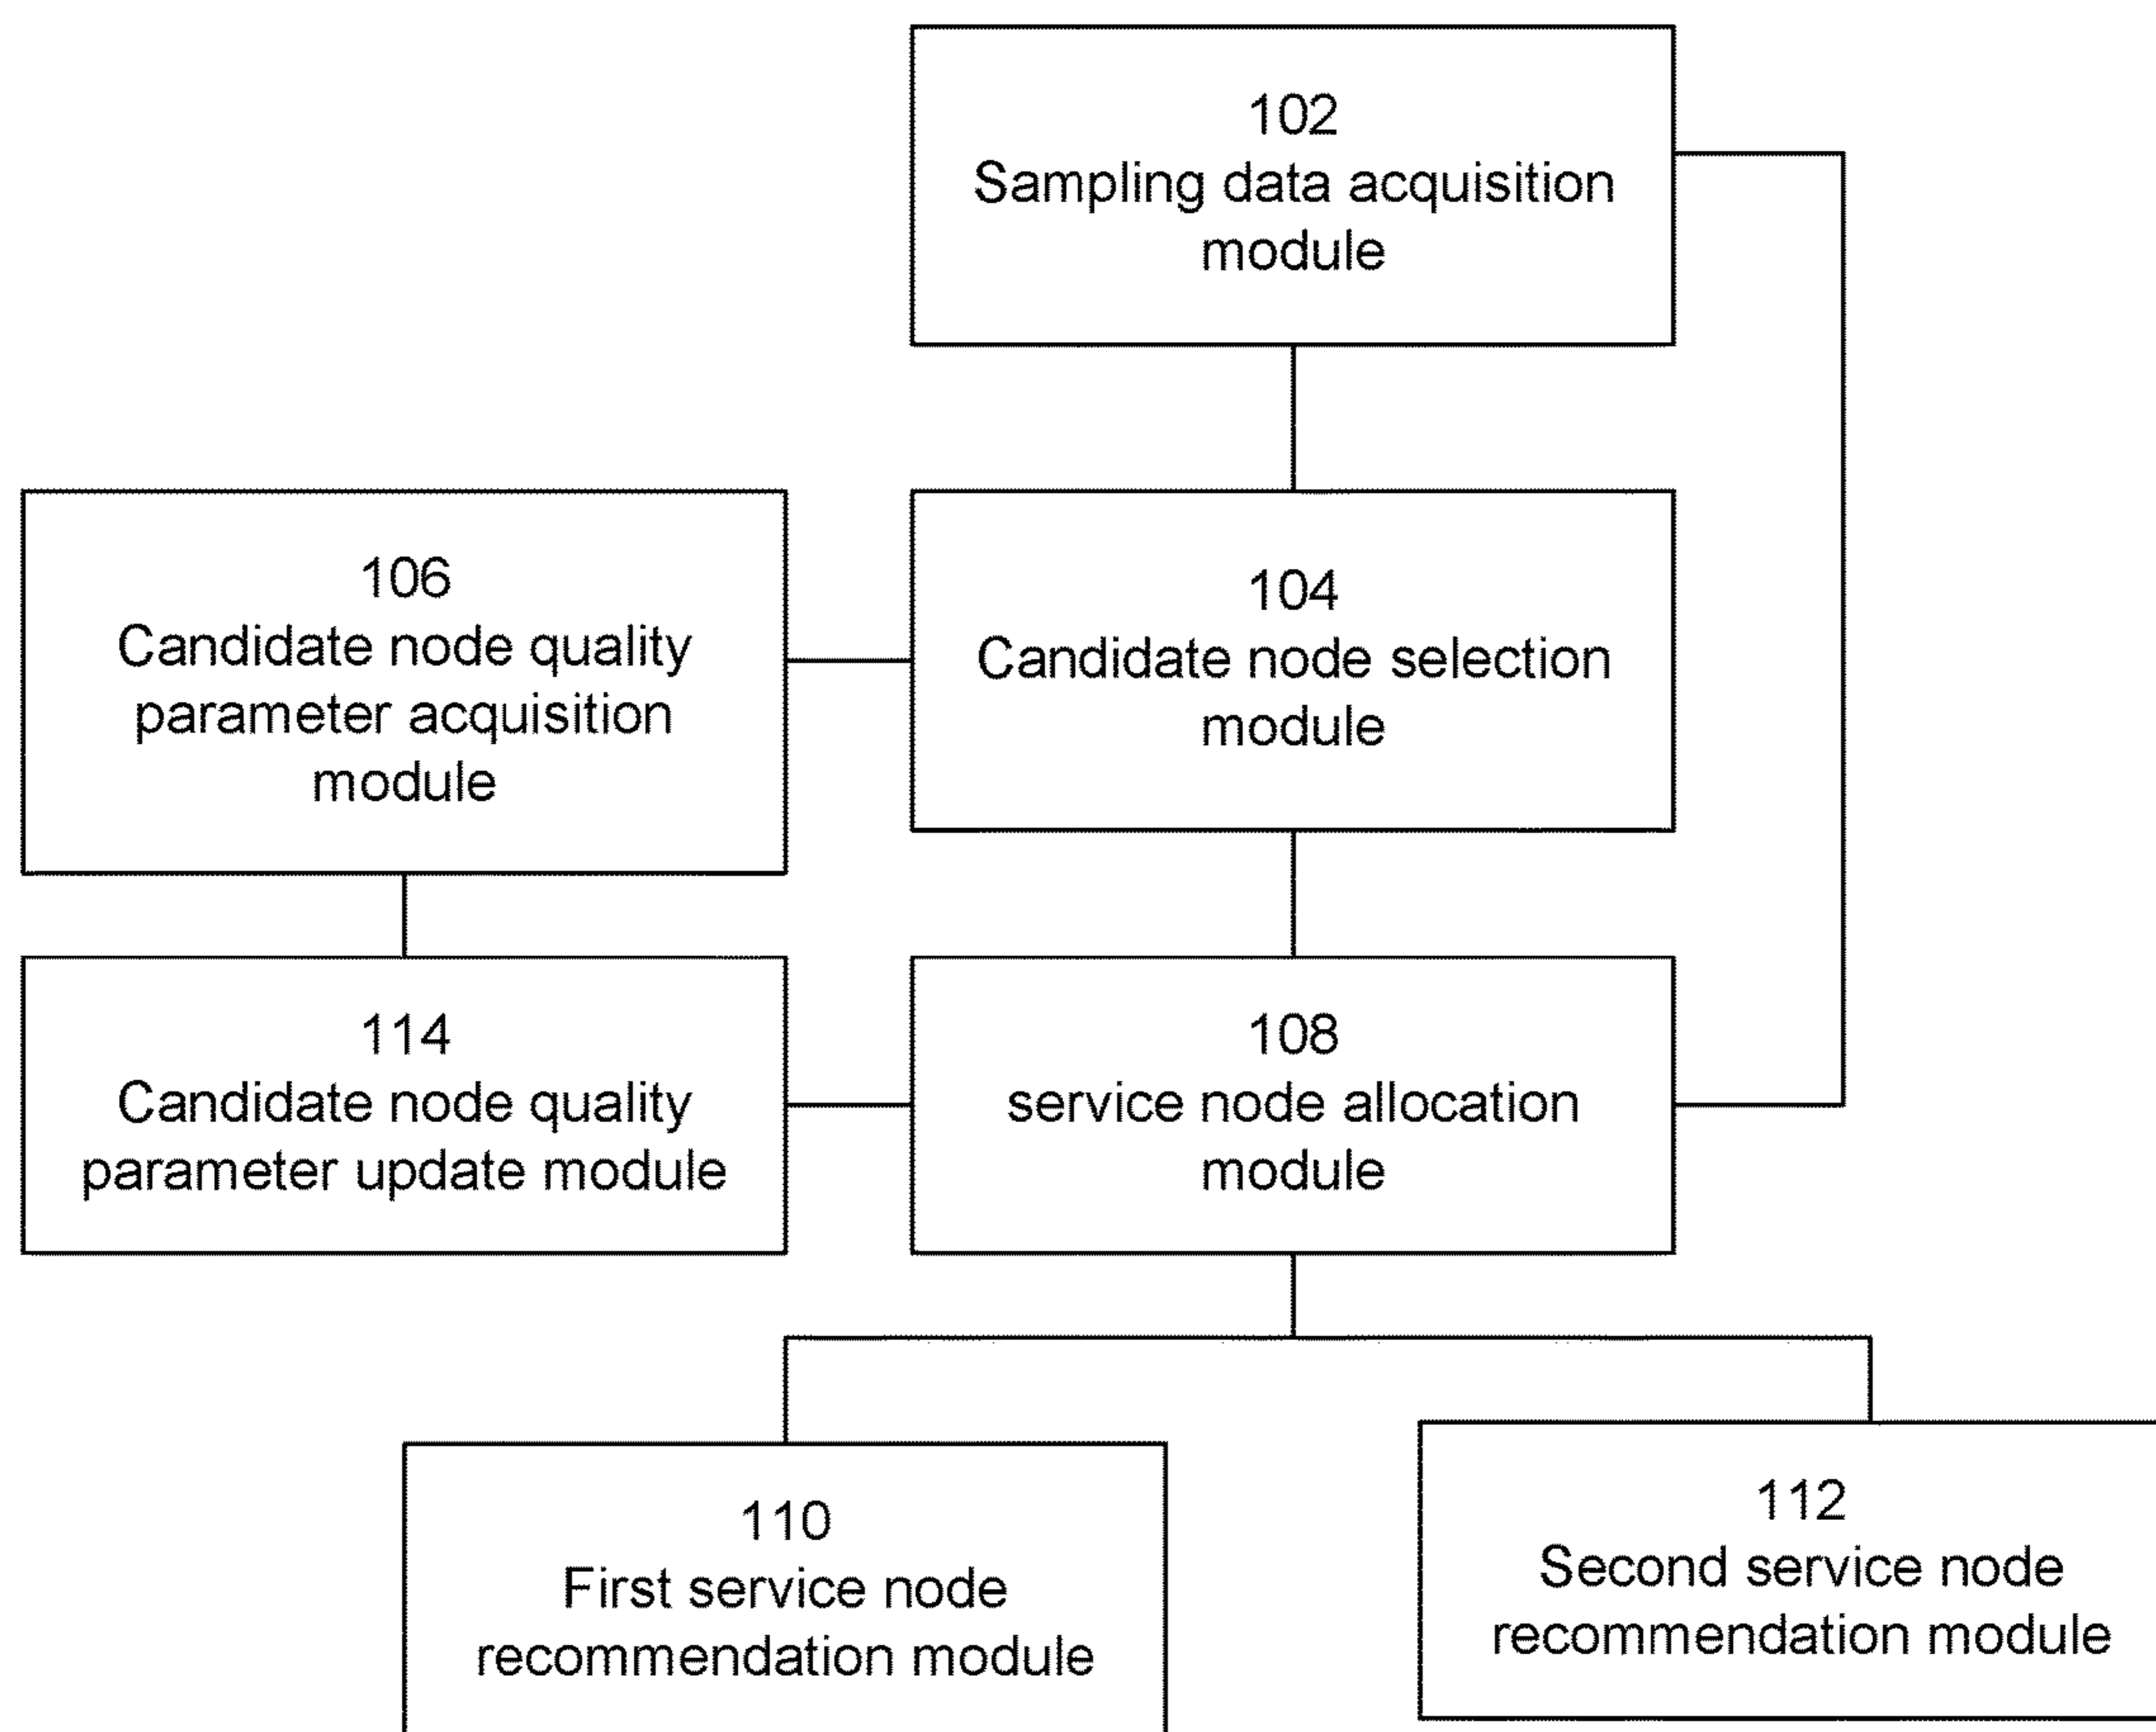 102
Sampling data acquisition
module
106
Candidate node quality
parameter acquisition
module
104
Candidate node selection
module
114
Candidate node quality
parameter update module
108
service node allocation
module
110
First service node
recommendation module
112
Second service node
recommendation module